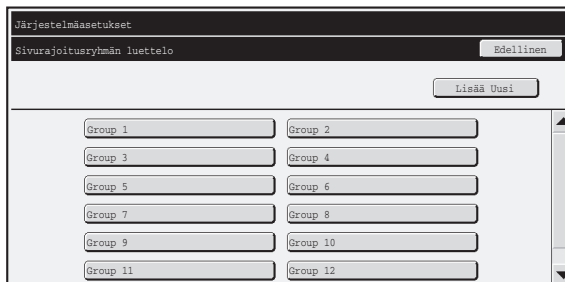 Järjestelmäasetukset
Sivurajoitusryhmän luettelo Edellinen
Lisää Uusi
Group 1 Group 2
Group 3 Group 4
Group 5 Group 6
Group 7 Group 8
Group 9 Group 10
Group 11 Group 12